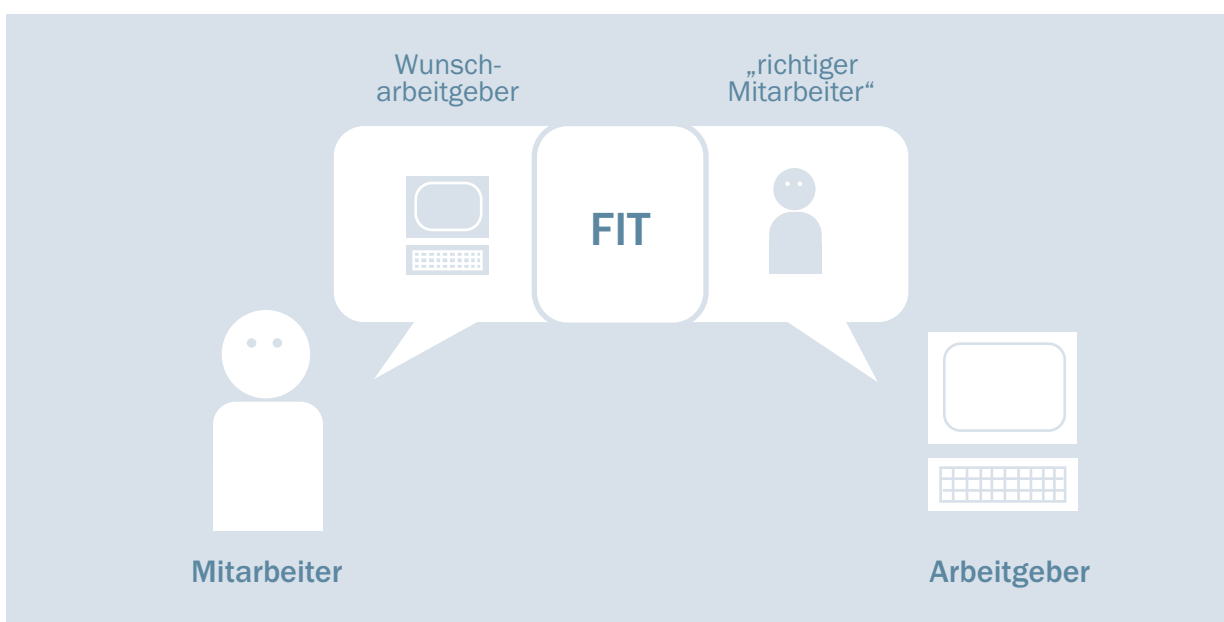 Wunsch-
arbeitgeber
„richtiger
Mitarbeiter“
FIT
Mitarbeiter
Arbeitgeber